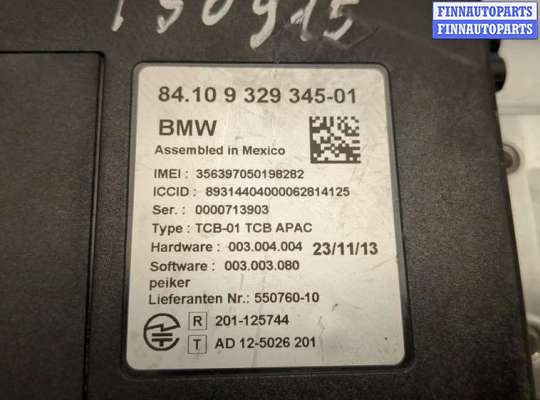 FINNAUTOPARTS
ICCAUTOPARTS
FINNAUTOPARTS
150915
84.10 9 329 345-01
BMW
Assembled in Mexico
IMEI : 356397050198282
ICCID : 89314404000062814125
Ser. : 0000713903
Type : TCB-01 TCB APAC
Hardware : 003.004.004 23/11/13
Software : 003.003.080
peiker
Lieferanten Nr.: 550760-10
R 201-125744
T AD 12-5026 201